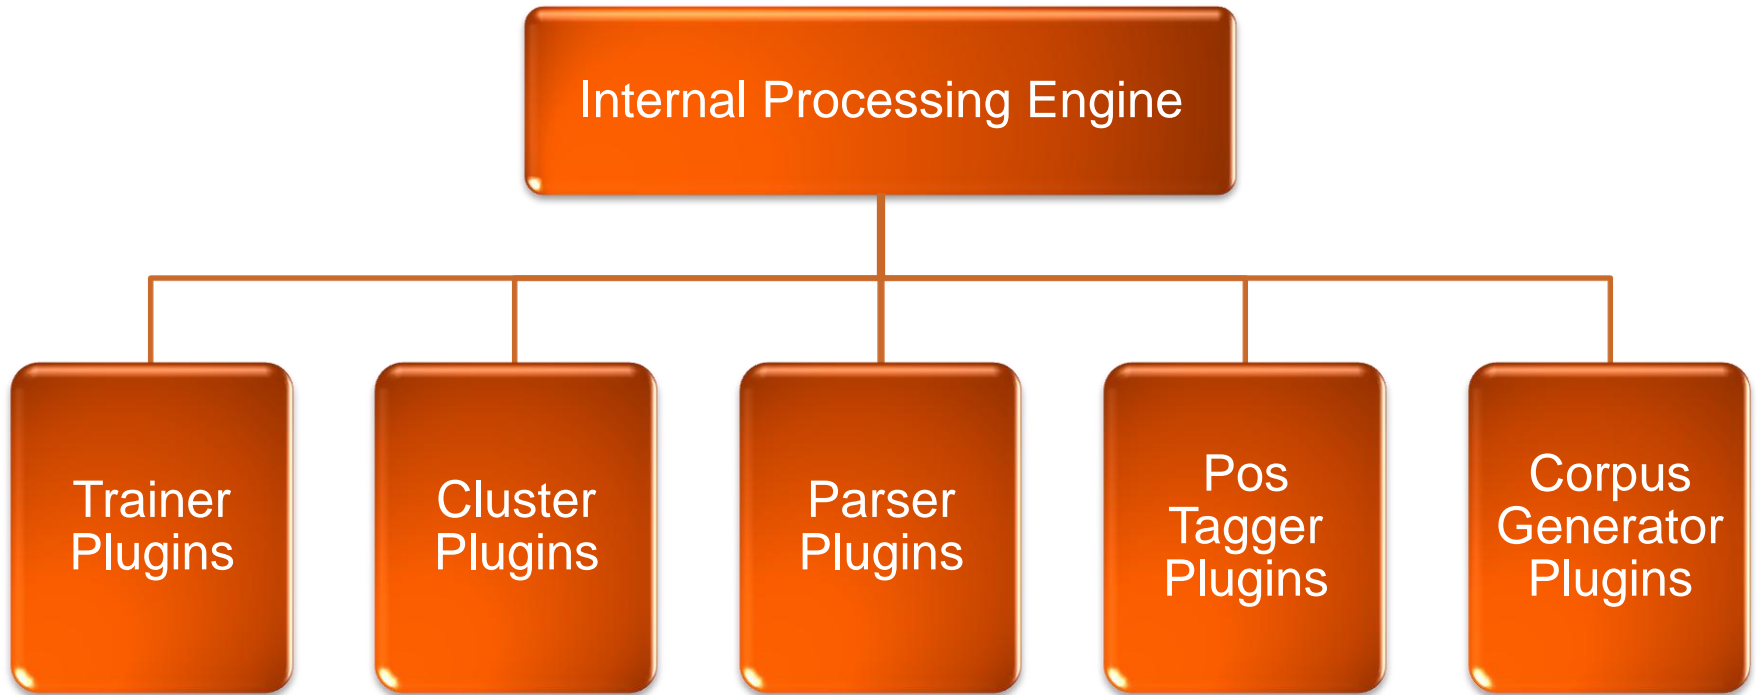 Internal Processing Engine
Trainer
Plugins
Cluster
Plugins
Parser
Plugins
Pos
Tagger
Plugins
Corpus
Generator
Plugins